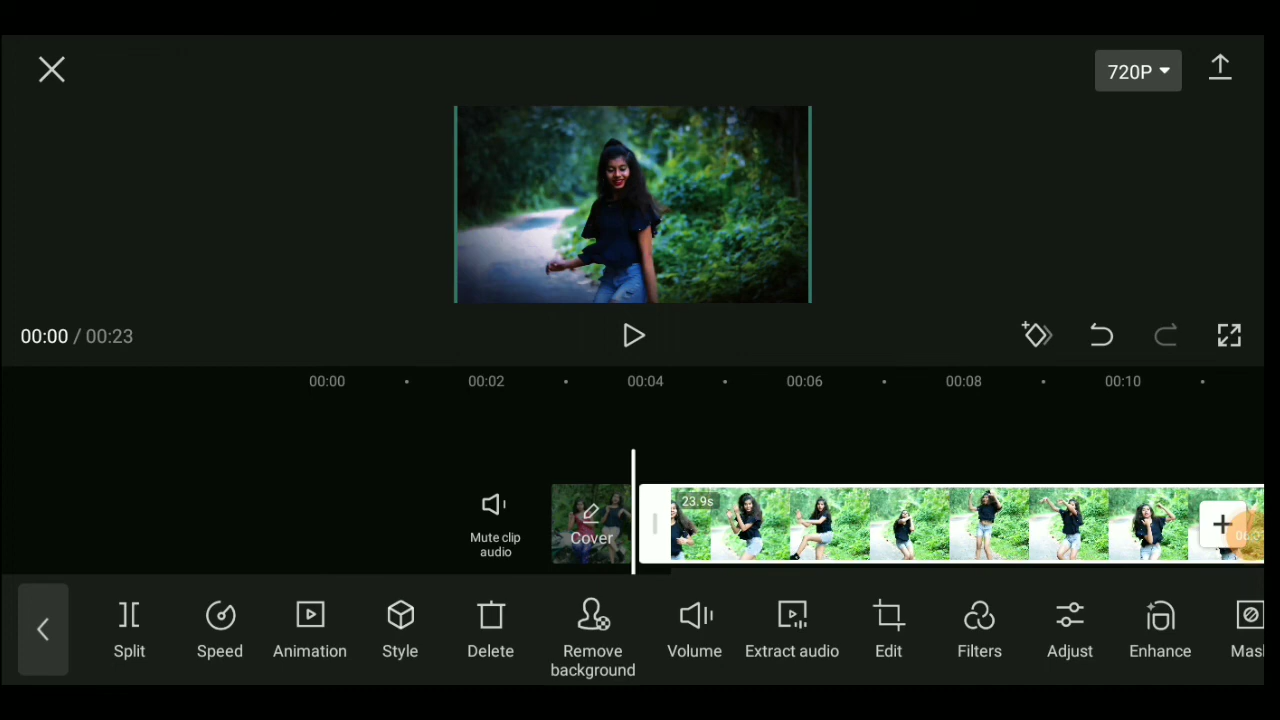 720P
00:00 / 00:23
00:00 00:02 00:04 00:06 00:08 00:10
23.9s
Mute clip
audio
Cover
Split
Speed
Animation
Style
Delete
Remove
background
Volume
Extract audio
Edit
Filters
Adjust
Enhance